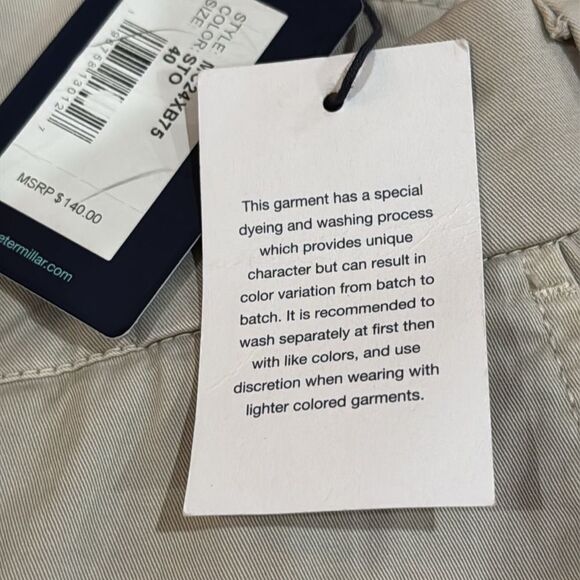 STYLE: MC24XB75
COLOR: STO
SIZE 40
7
MSRP $140.00
etermillar.com
This garment has a special
dyeing and washing process
which provides unique
character but can result in
color variation from batch to
batch. It is recommended to
wash separately at first then
with like colors, and use
discretion when wearing with
lighter colored garments.